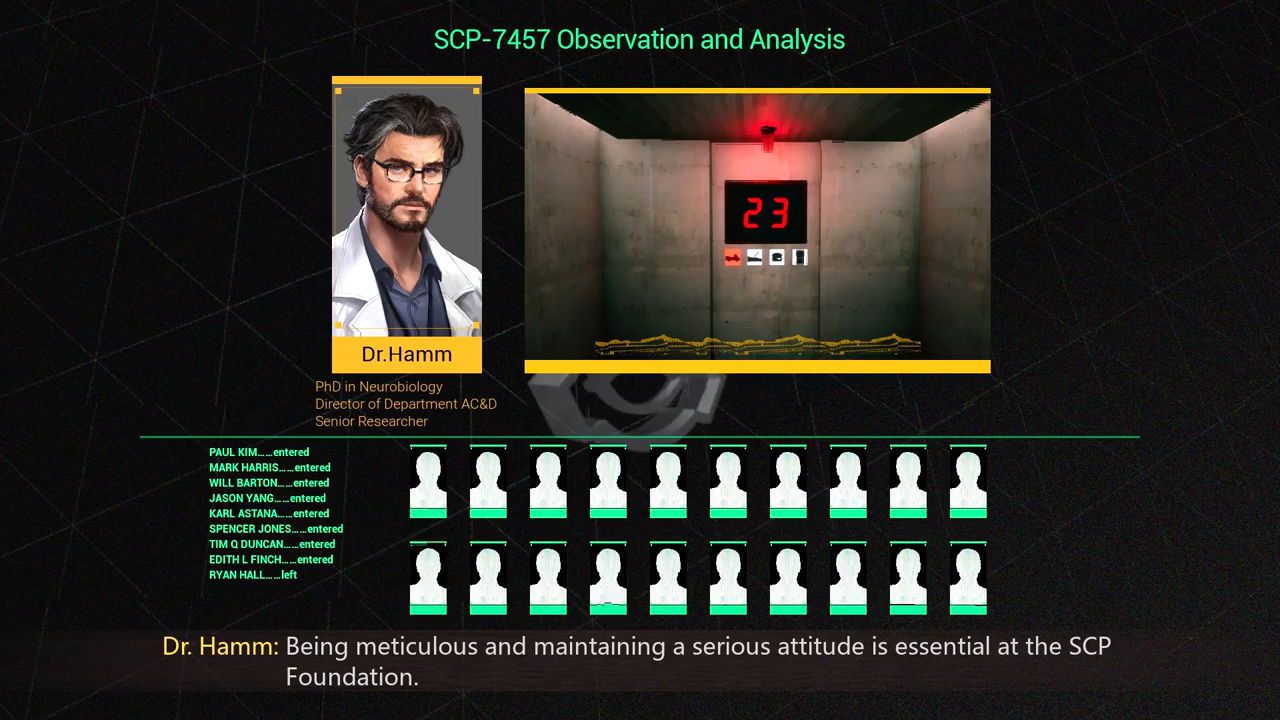 SCP-7457 Observation and Analysis
23
Dr.Hamm
PhD in Neurobiology
Director of Department AC&D
Senior Researcher
PAUL KIM......entered
MARK HARRIS......entered
WILL BARTON......entered
JASON YANG......entered
KARL ASTANA......entered
SPENCER JONES......entered
TIM Q DUNCAN......entered
EDITH L FINCH......entered
RYAN HALL......left
Dr. Hamm: Being meticulous and maintaining a serious attitude is essential at the SCP
Foundation.